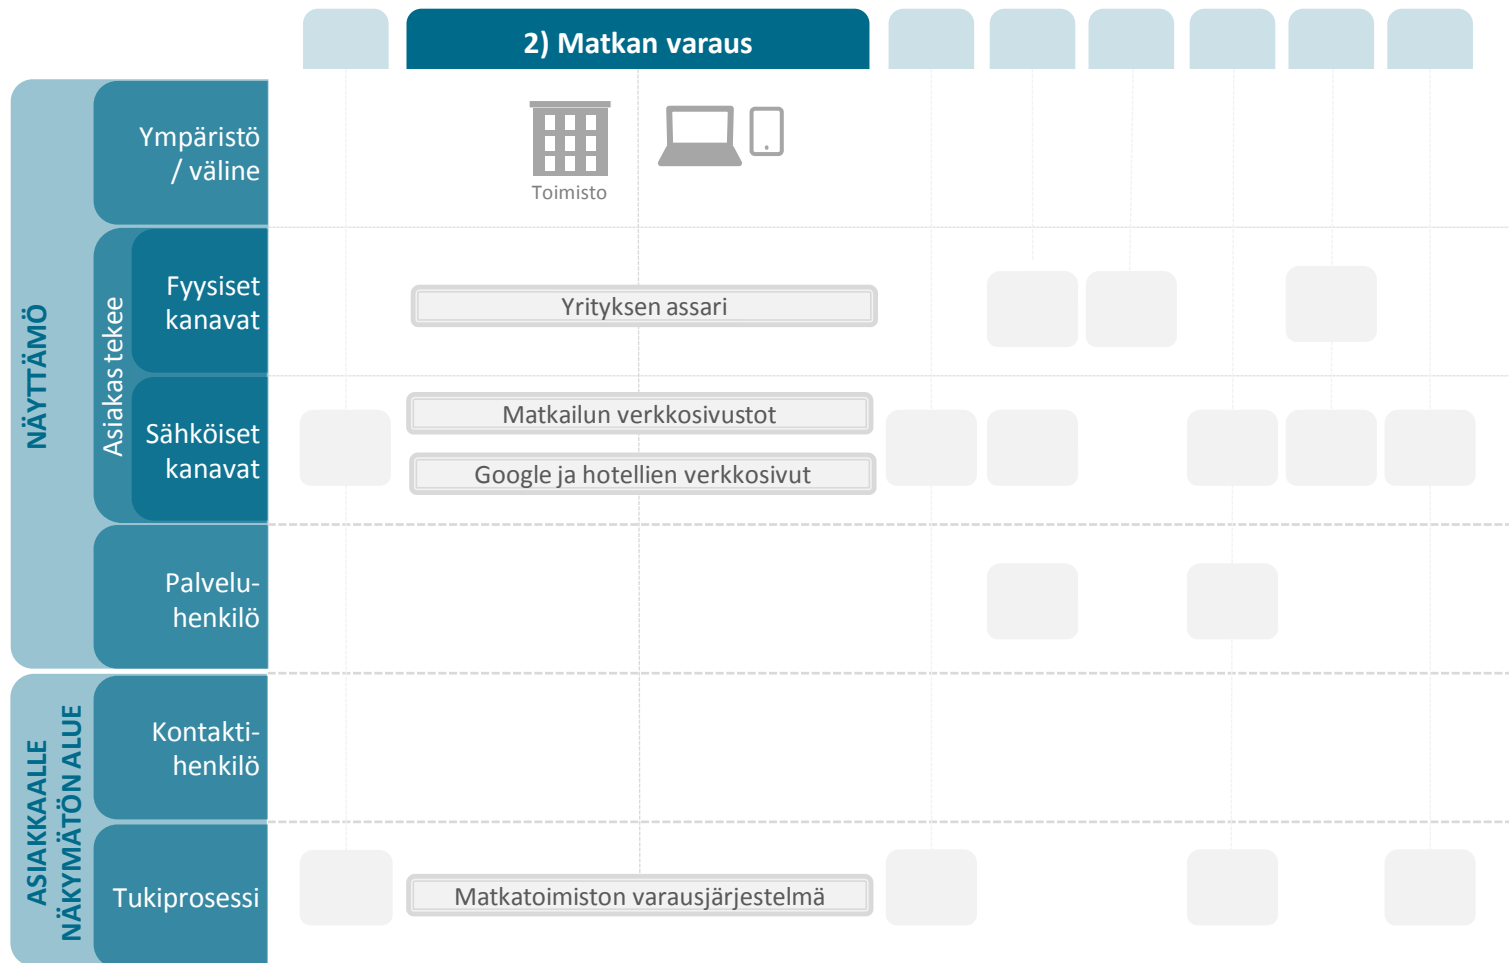 2) Matkan varaus
NÄYTTÄMÖ
Ympäristö
/ väline
Toimisto
Asiakas tekee
Fyysiset
kanavat
Yrityksen assari
Sähköiset
kanavat
Matkailun verkkosivustot
Google ja hotellien verkkosivut
Palvelu-
henkilö
ASIAKKAALLE
NÄKYMÄTÖN ALUE
Kontakti-
henkilö
Tukiprosessi
Matkatoimiston varausjärjestelmä